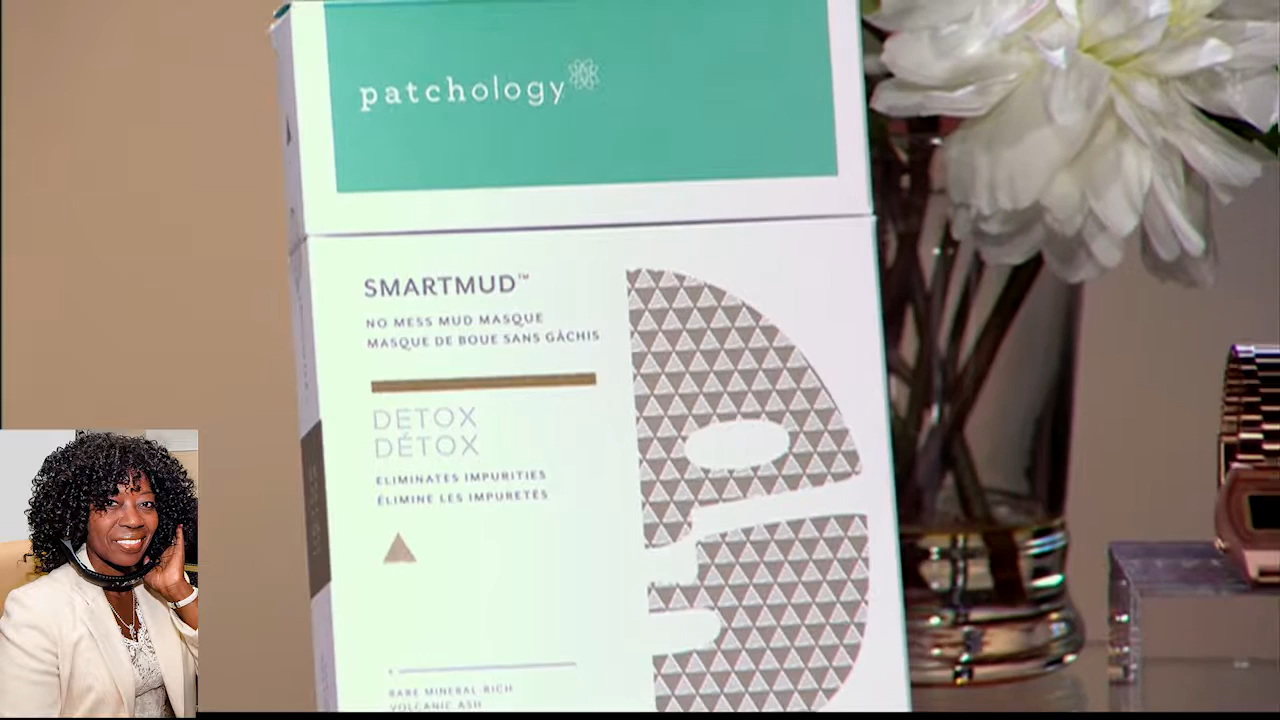 patchology
SMARTMUD™
NO MESS MUD MASQUE
MASQUE DE BOUE SANS GÂCHIS
DETOX
DÉTOX
ELIMINATES IMPURITIES
ÉLIMINE LES IMPURETÉS
RARE MINERAL-RICH
VOLCANIC ASH